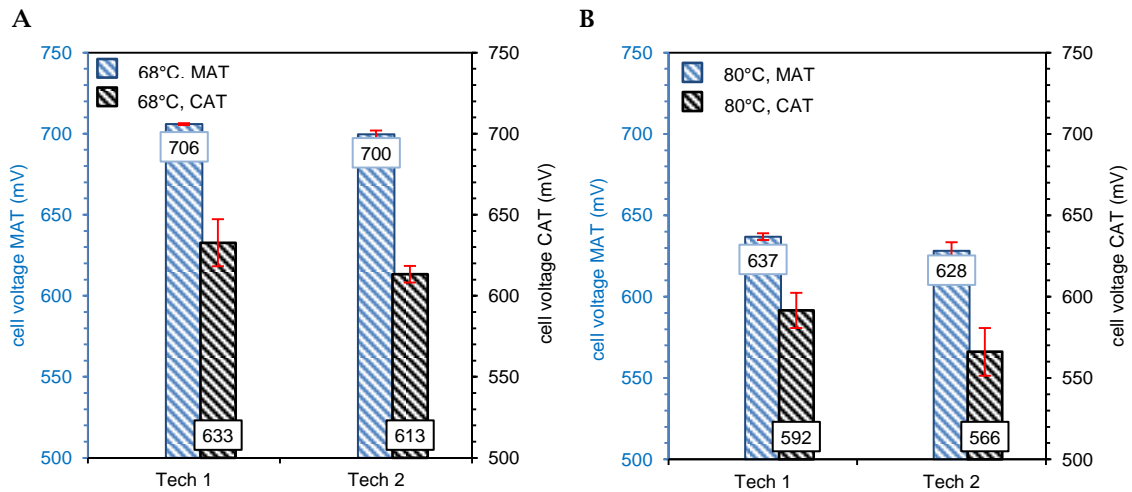 A
cell voltage MAT (mV)
750
700
650
600
550
500
68°C, MAT
68°C, CAT
706
700
633
613
Tech 1
Tech 2
750
700
650
600
550
500
cell voltage CAT (mV)
B
cell voltage MAT (mV)
750
700
650
600
550
500
80°C, MAT
80°C, CAT
637
628
592
566
Tech 1
Tech 2
750
700
650
600
550
500
cell voltage CAT (mV)